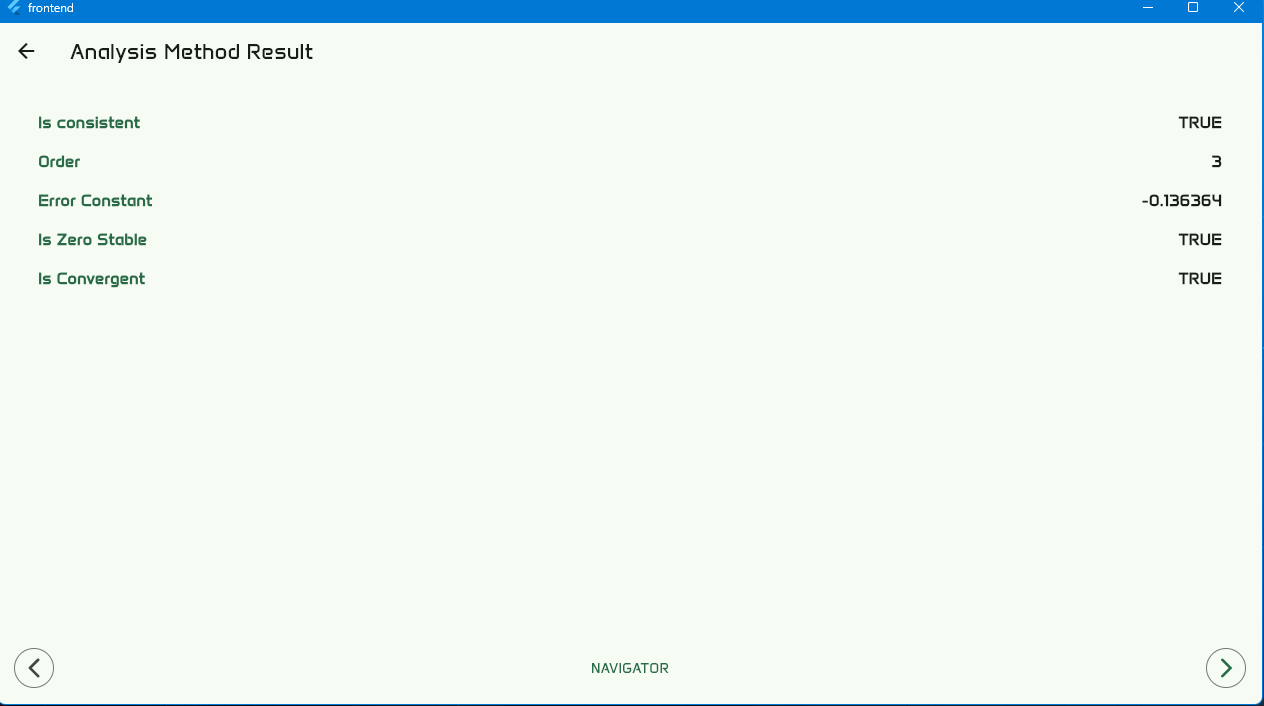 frontend
Analysis Method Result
Is consistent TRUE
Order 3
Error Constant -0.136364
Is Zero Stable TRUE
Is Convergent TRUE
NAVIGATOR